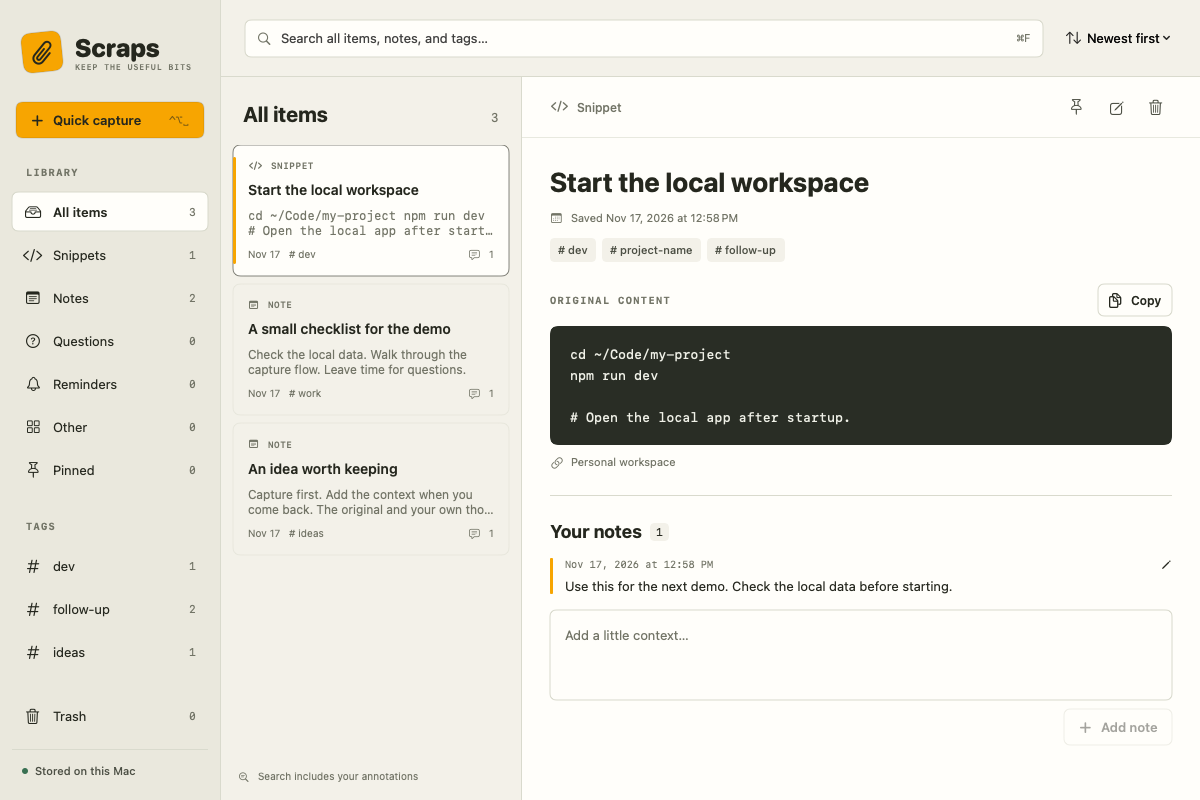 Scraps
KEEP THE USEFUL BITS
+ Quick capture ^⌥_
LIBRARY
All items 3
</> Snippets 1
Notes 2
Questions 0
Reminders 0
Other 0
Pinned 0
TAGS
# dev 1
# follow-up 2
# ideas 1
Trash 0
Stored on this Mac
Search all items, notes, and tags... ⌘F
Newest first
All items 3
</> SNIPPET
Start the local workspace
cd ~/Code/my-project npm run dev
# Open the local app after start…
Nov 17 # dev 1
NOTE
A small checklist for the demo
Check the local data. Walk through the
capture flow. Leave time for questions.
Nov 17 # work 1
NOTE
An idea worth keeping
Capture first. Add the context when you
come back. The original and your own tho…
Nov 17 # ideas 1
Search includes your annotations
</> Snippet
Start the local workspace
Saved Nov 17, 2026 at 12:58 PM
# dev # project-name # follow-up
ORIGINAL CONTENT
Copy
cd ~/Code/my-project
npm run dev
# Open the local app after startup.
Personal workspace
Your notes 1
Nov 17, 2026 at 12:58 PM
Use this for the next demo. Check the local data before starting.
Add a little context…
+ Add note